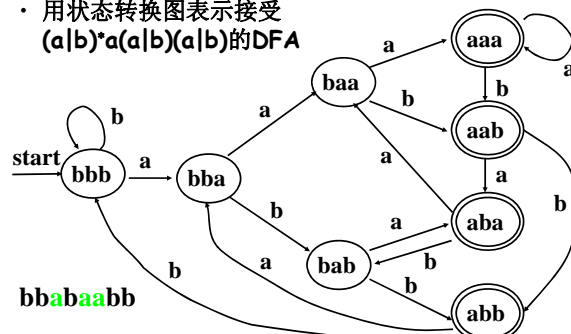 · 用状态转换图表示接受
(a|b)*a(a|b)(a|b)的DFA
a
aaa
a
baa
b
b
a
b
aab
start
bbb
a
bba
a
a
b
b
a
aba
bab
b
a
b
b
bbabaabb
abb